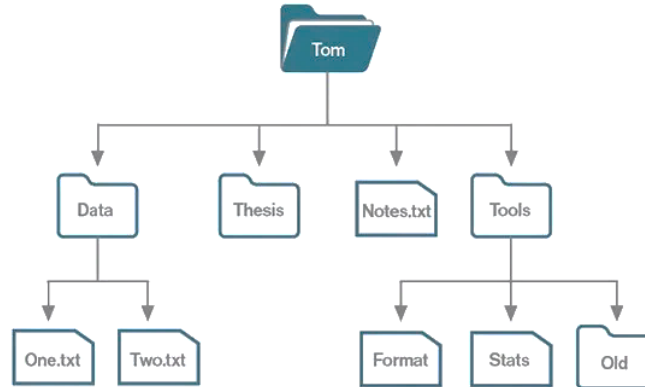 Tom
Data
Thesis
Notes.txt
Tools
One.txt
Two.txt
Format
Stats
Old